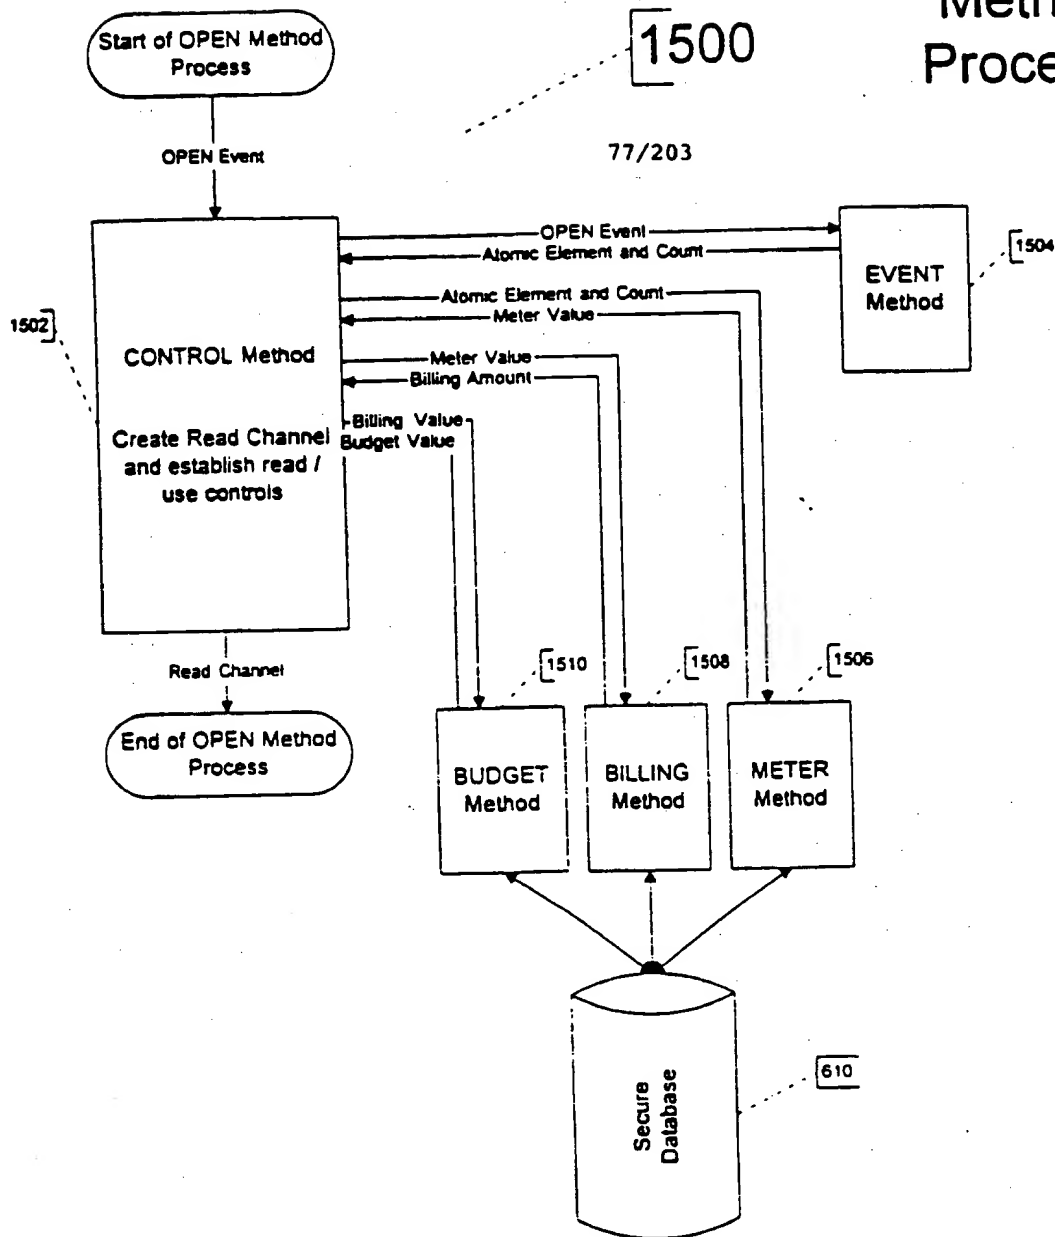 Start of OPEN Method
Process
1500
77/203
OPEN Event
OPEN Event
Atomic Element and Count
EVENT
Method
1504
Atomic Element and Count
Meter Value
1502
CONTROL Method
Meter Value
Billing Amount
Create Read Channel
and establish read /
use controls
Billing Value
Budget Value
Read Channel
1510
1508
1506
End of OPEN Method
Process
BUDGET
Method
BILLING
Method
METER
Method
Secure
Database
610